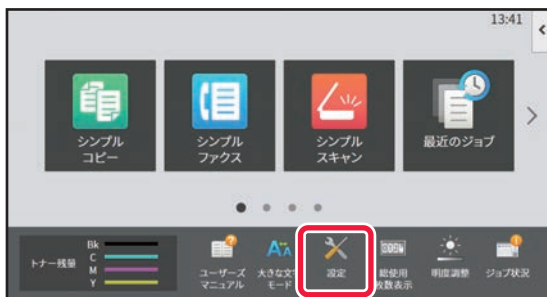 13:41
シンプル
コピー
シンプル
ファクス
シンプル
スキャン
最近のジョブ
トナー残量
Bk
C
M
Y
ユーザーズ
マニュアル
大きな文字
モード
設定
総使用
枚数表示
明度調整
ジョブ状況